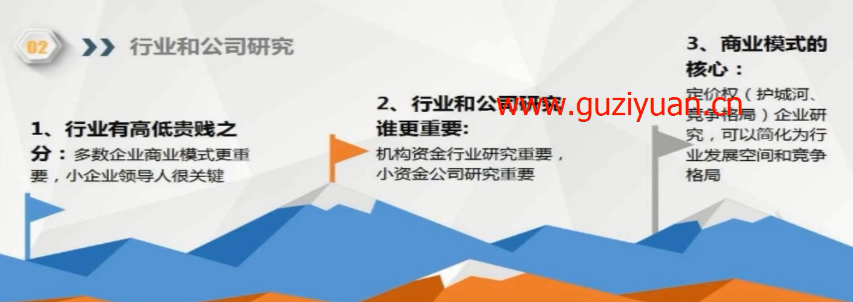 02
行业和公司研究
1、行业有高低贵贱之
分：多数企业商业模式更重
要，小企业领导人很关键
2、行业和公司研究
谁更重要:
机构资金行业研究重要，
小资金公司研究重要
3、商业模式的
核心：
定价权（护城河、
竞争格局）企业研
究，可以简化为行
业发展空间和竞争
格局
www.guziyuan.cn